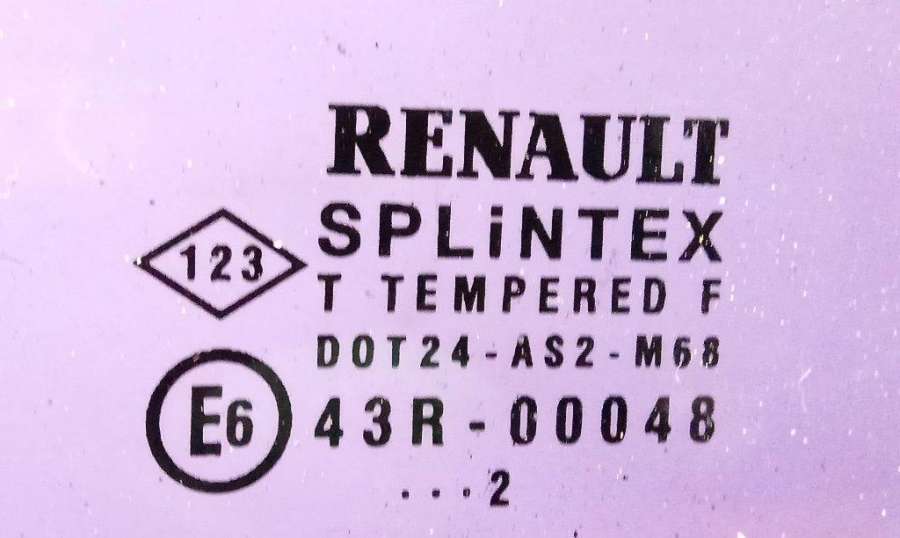 RENAULT
SPLiNTEX
123
T TEMPERED F
DOT24-AS2-M68
E6 43R-00048
...2